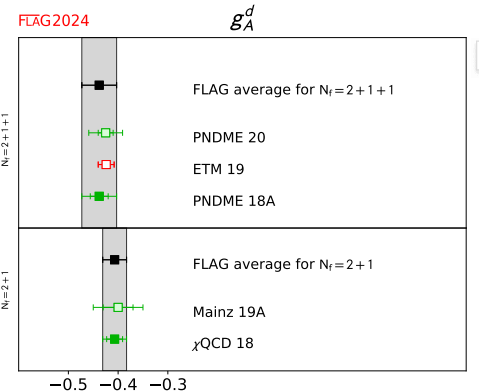 FLAG2024
g_A^d
N_f=2+1+1
FLAG average for N_f=2+1+1
PNDME 20
ETM 19
PNDME 18A
N_f=2+1
FLAG average for N_f=2+1
Mainz 19A
χQCD 18
−0.5 −0.4 −0.3